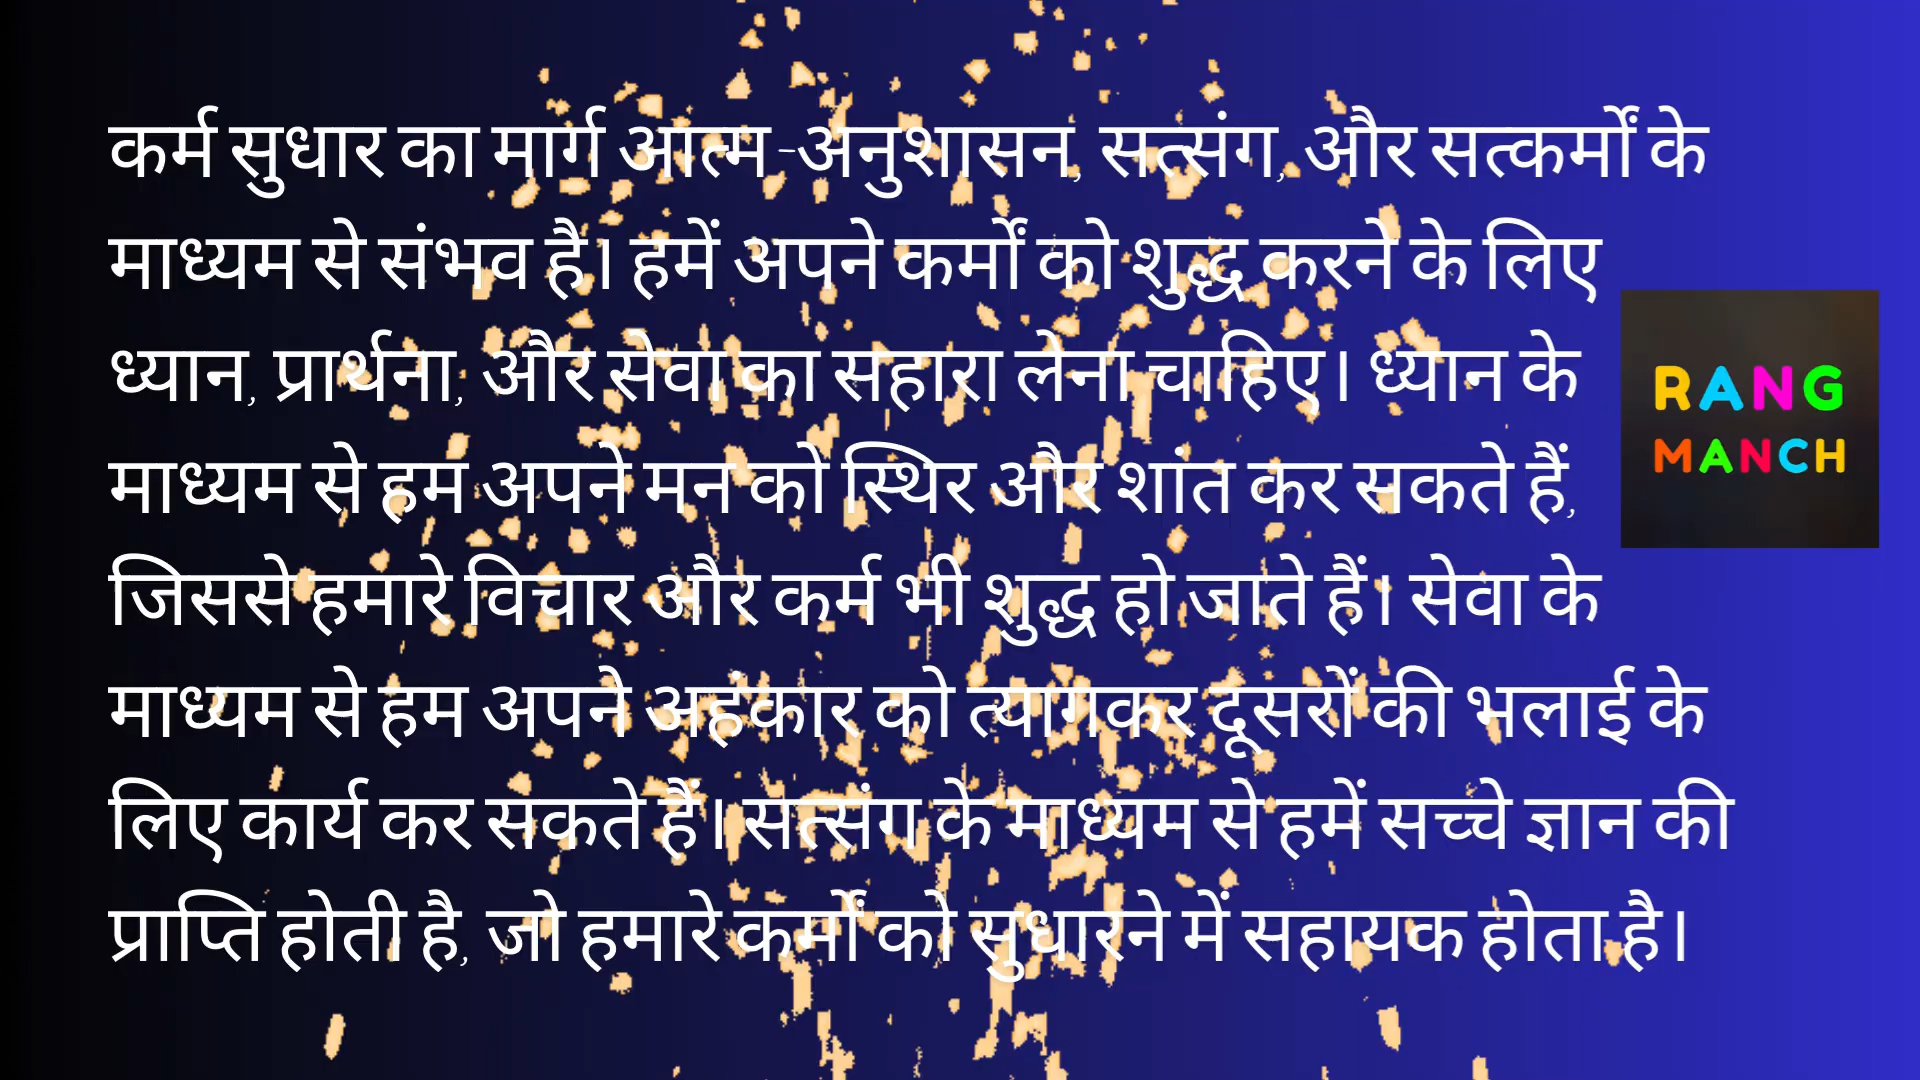 कर्म सुधार का मार्ग आत्म-अनुशासन, सत्संग, और सत्कर्मों के
माध्यम से संभव है। हमें अपने कर्मों को शुद्ध करने के लिए
ध्यान, प्रार्थना, और सेवा का सहारा लेना चाहिए। ध्यान के
माध्यम से हम अपने मन को स्थिर और शांत कर सकते हैं,
जिससे हमारे विचार और कर्म भी शुद्ध हो जाते हैं। सेवा के
माध्यम से हम अपने अहंकार को त्यागकर दूसरों की भलाई के
लिए कार्य कर सकते हैं। सत्संग के माध्यम से हमें सच्चे ज्ञान की
प्राप्ति होती है, जो हमारे कर्मों को सुधारने में सहायक होता है।
RANG
MANCH